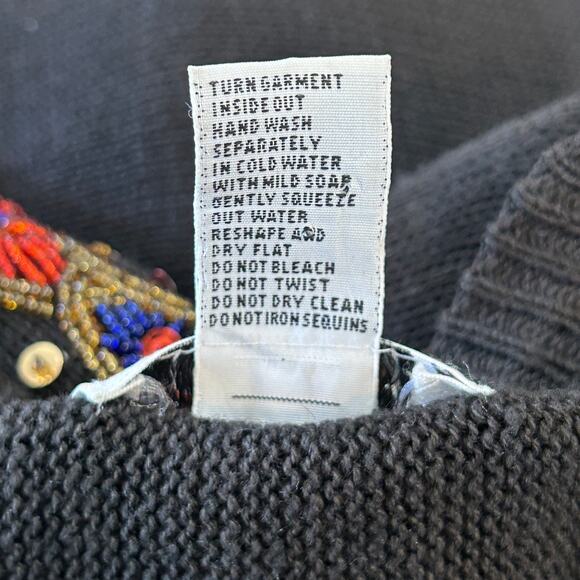 TURN GARMENT
INSIDE OUT
HAND WASH
SEPARATELY
IN COLD WATER
WITH MILD SOAP
GENTLY SQUEEZE
OUT WATER
RESHAPE AND
DRY FLAT
DO NOT BLEACH
DO NOT TWIST
DO NOT DRY CLEAN
DO NOT IRON SEQUINS